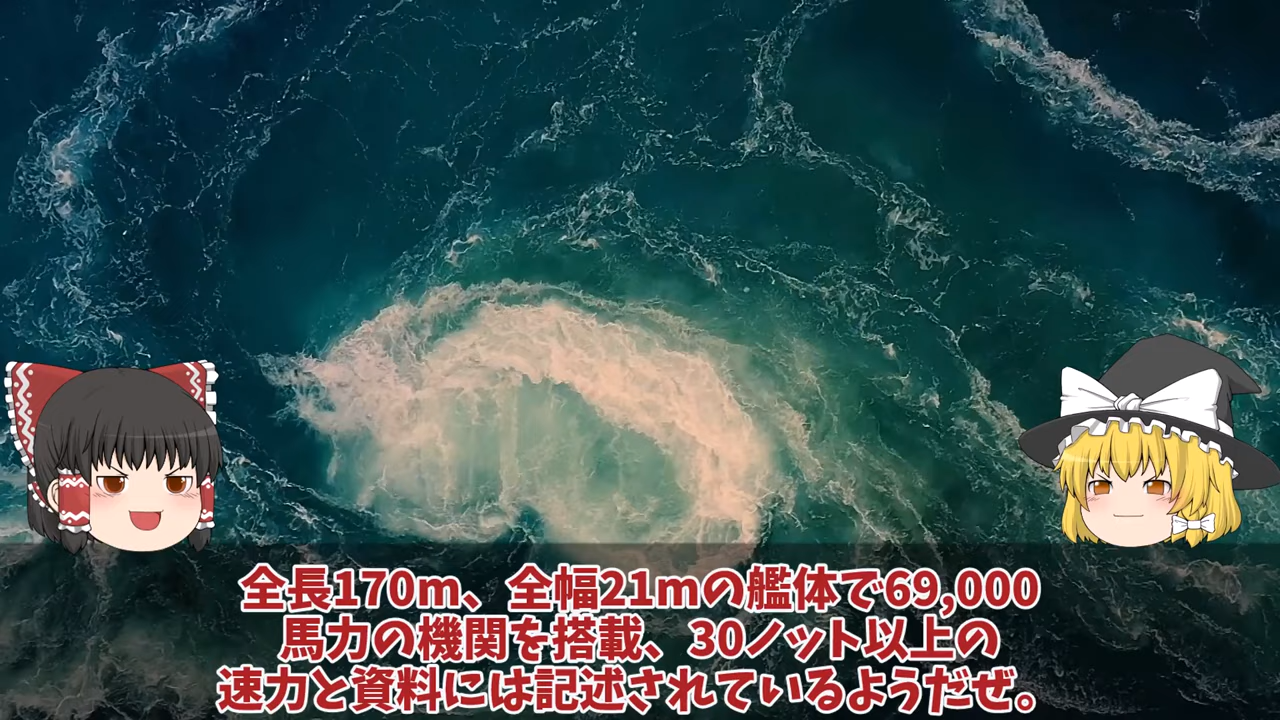 全長170m、全幅21mの艦体で69,000
馬力の機関を搭載、30ノット以上の
速力と資料には記述されているようだぜ。